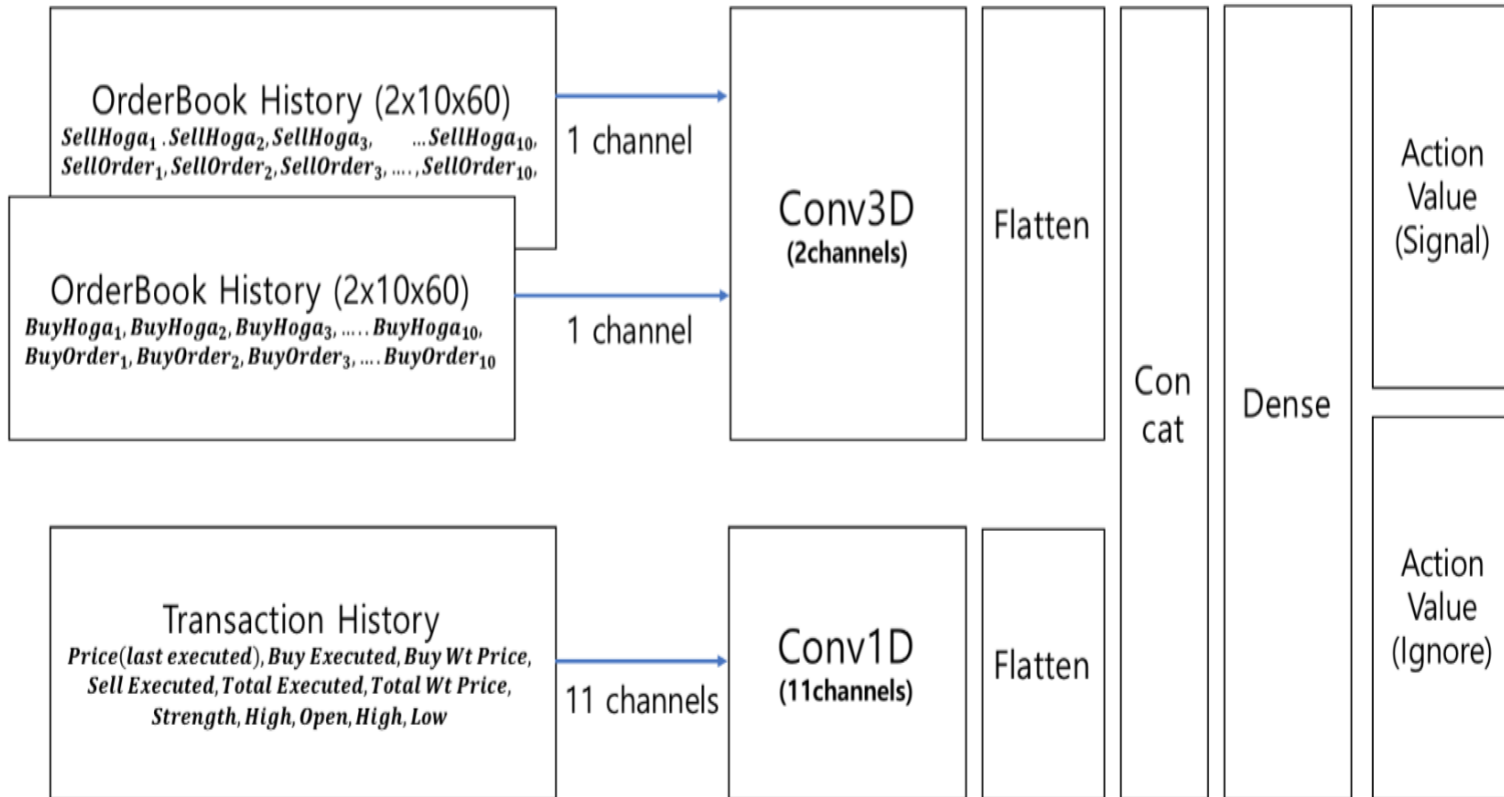 OrderBook History (2x10x60)
SellHoga₁ .SellHoga₂,SellHoga₃, ...SellHoga₁₀,
SellOrder₁,SellOrder₂,SellOrder₃,....,SellOrder₁₀,
1 channel
OrderBook History (2x10x60)
BuyHoga₁,BuyHoga₂,BuyHoga₃,.....BuyHoga₁₀,
BuyOrder₁,BuyOrder₂,BuyOrder₃,....BuyOrder₁₀
1 channel
Conv3D
(2channels)
Flatten
Transaction History
Price(last executed),Buy Executed,Buy Wt Price,
Sell Executed,Total Executed,Total Wt Price,
Strength,High,Open,High,Low
11 channels
Conv1D
(11channels)
Flatten
Con
cat
Dense
Action
Value
(Signal)
Action
Value
(Ignore)